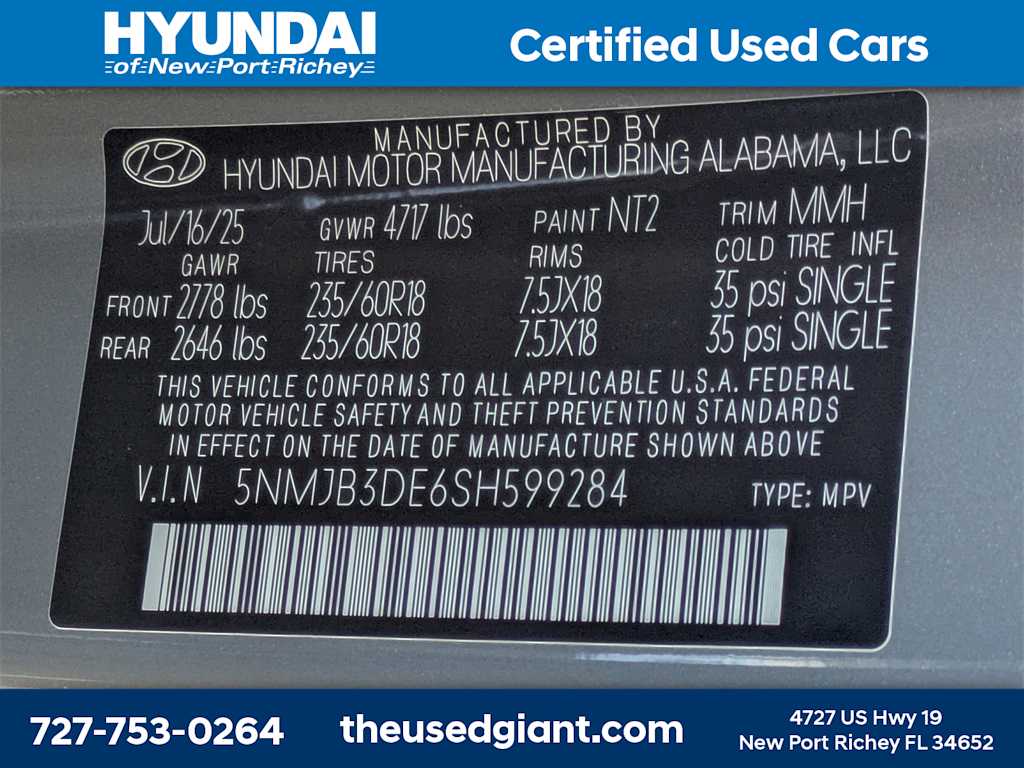 HYUNDAI
of New Port Richey
Certified Used Cars
MANUFACTURED BY
HYUNDAI MOTOR MANUFACTURING ALABAMA, LLC
Jul/16/25 GVWR 4717 lbs PAINT NT2 TRIM MMH
GAWR TIRES RIMS COLD TIRE INFL
FRONT 2778 lbs 235/60R18 7.5JX18 35 psi SINGLE
REAR 2646 lbs 235/60R18 7.5JX18 35 psi SINGLE
THIS VEHICLE CONFORMS TO ALL APPLICABLE U.S.A. FEDERAL
MOTOR VEHICLE SAFETY AND THEFT PREVENTION STANDARDS
IN EFFECT ON THE DATE OF MANUFACTURE SHOWN ABOVE
V.I.N 5NMJB3DE6SH599284 TYPE: MPV
727-753-0264
theusedgiant.com
4727 US Hwy 19
New Port Richey FL 34652